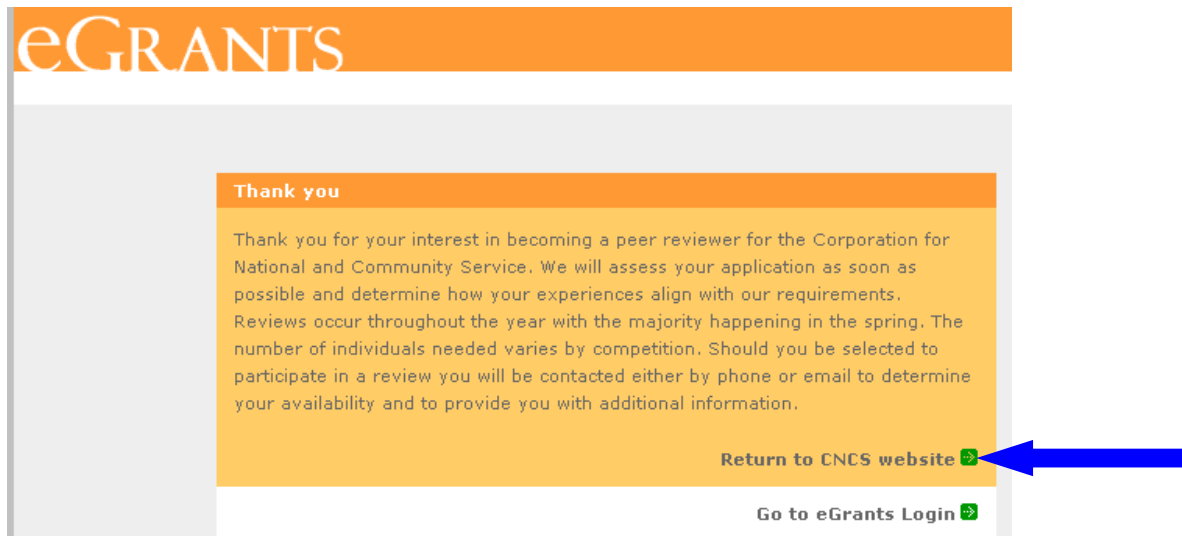 eGRANTS
Thank you
Thank you for your interest in becoming a peer reviewer for the Corporation for
National and Community Service. We will assess your application as soon as
possible and determine how your experiences align with our requirements.
Reviews occur throughout the year with the majority happening in the spring. The
number of individuals needed varies by competition. Should you be selected to
participate in a review you will be contacted either by phone or email to determine
your availability and to provide you with additional information.
Return to CNCS website
Go to eGrants Login